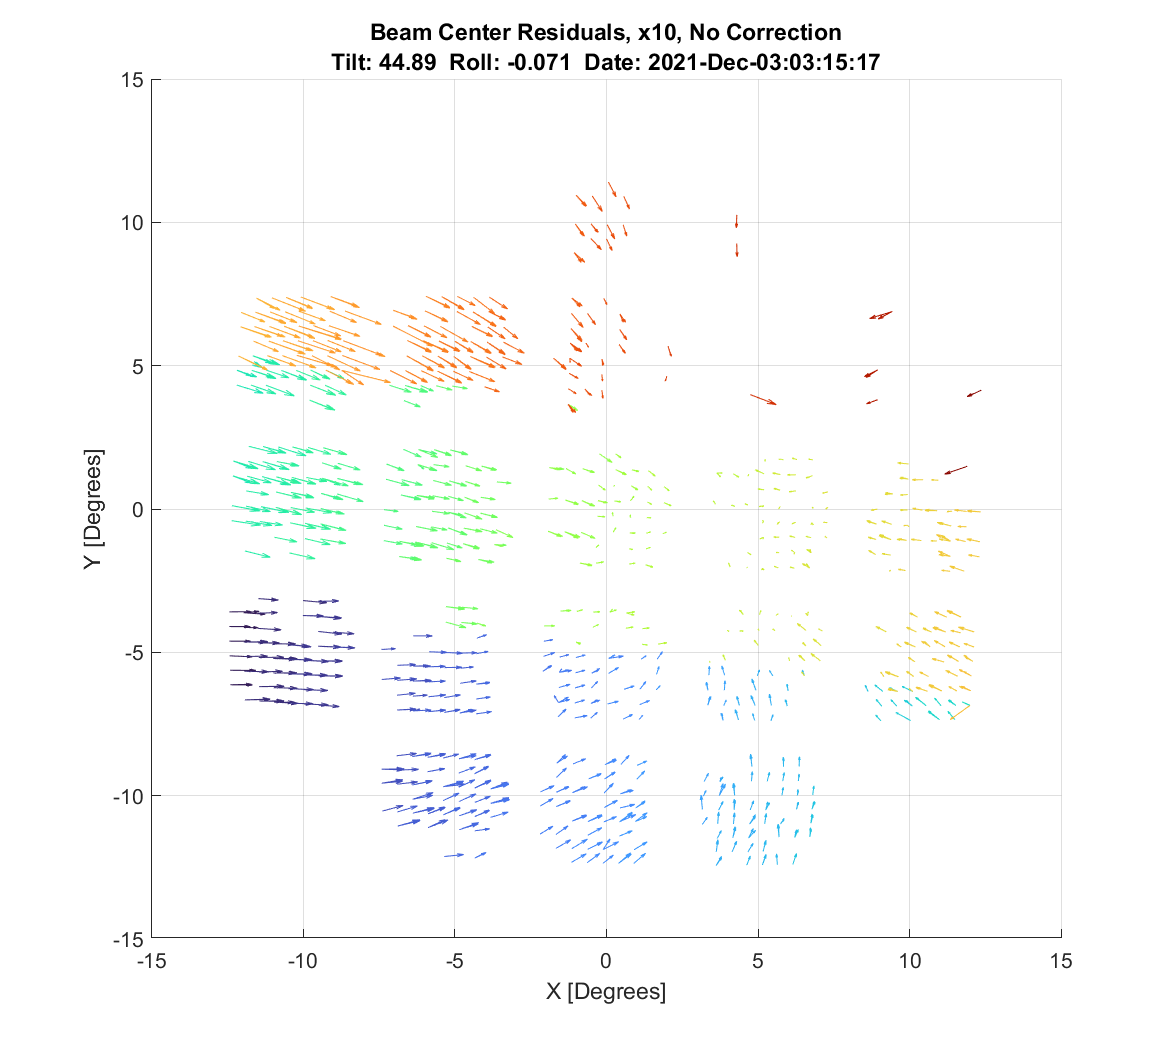 Beam Center Residuals, x10, No Correction
Tilt: 44.89 Roll: -0.071 Date: 2021-Dec-03:03:15:17
15
10
5
0
-5
-10
-15
Y [Degrees]
-15 -10 -5 0 5 10 15
X [Degrees]